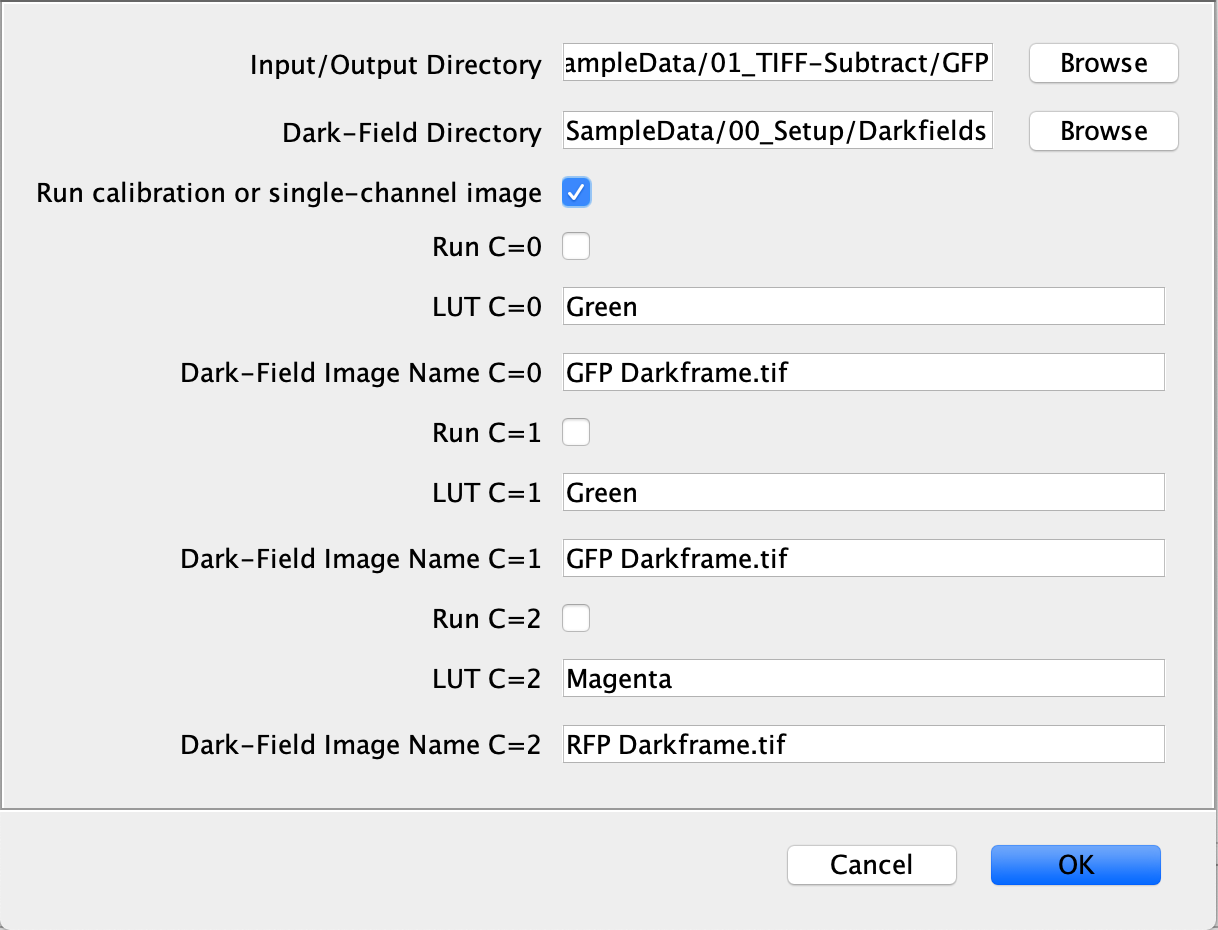 Input/Output Directory ampleData/01_TIFF-Subtract/GFP Browse
Dark-Field Directory SampleData/00_Setup/Darkfields Browse
Run calibration or single-channel image
Run C=0
LUT C=0 Green
Dark-Field Image Name C=0 GFP Darkframe.tif
Run C=1
LUT C=1 Green
Dark-Field Image Name C=1 GFP Darkframe.tif
Run C=2
LUT C=2 Magenta
Dark-Field Image Name C=2 RFP Darkframe.tif
Cancel OK